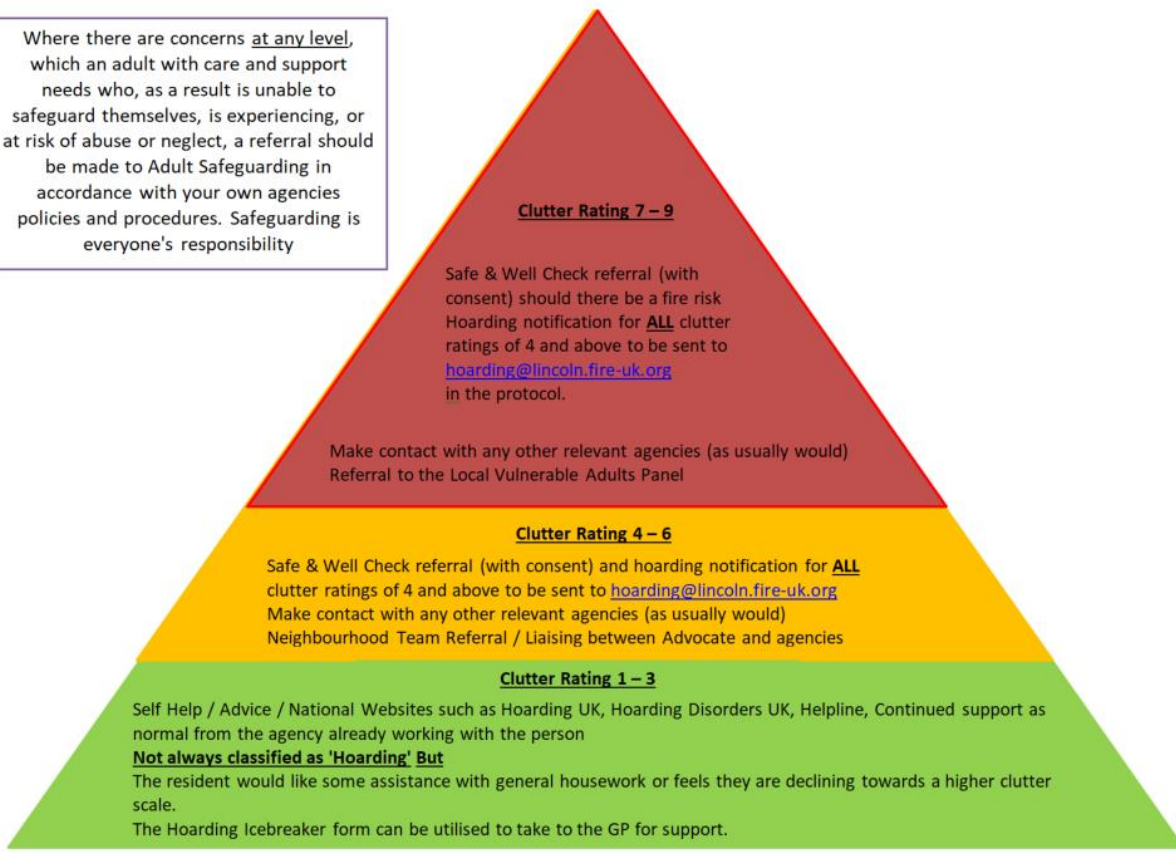 Where there are concerns at any level,
which an adult with care and support
needs who, as a result is unable to
safeguard themselves, is experiencing, or
at risk of abuse or neglect, a referral should
be made to Adult Safeguarding in
accordance with your own agencies
policies and procedures. Safeguarding is
everyone's responsibility
Clutter Rating 7 – 9
Safe & Well Check referral (with
consent) should there be a fire risk
Hoarding notification for ALL clutter
ratings of 4 and above to be sent to
hoarding@lincoln.fire-uk.org
in the protocol.
Make contact with any other relevant agencies (as usually would)
Referral to the Local Vulnerable Adults Panel
Clutter Rating 4 – 6
Safe & Well Check referral (with consent) and hoarding notification for ALL
clutter ratings of 4 and above to be sent to hoarding@lincoln.fire-uk.org
Make contact with any other relevant agencies (as usually would)
Neighbourhood Team Referral / Liaising between Advocate and agencies
Clutter Rating 1 – 3
Self Help / Advice / National Websites such as Hoarding UK, Hoarding Disorders UK, Helpline, Continued support as
normal from the agency already working with the person
Not always classified as 'Hoarding' But
The resident would like some assistance with general housework or feels they are declining towards a higher clutter
scale.
The Hoarding Icebreaker form can be utilised to take to the GP for support.